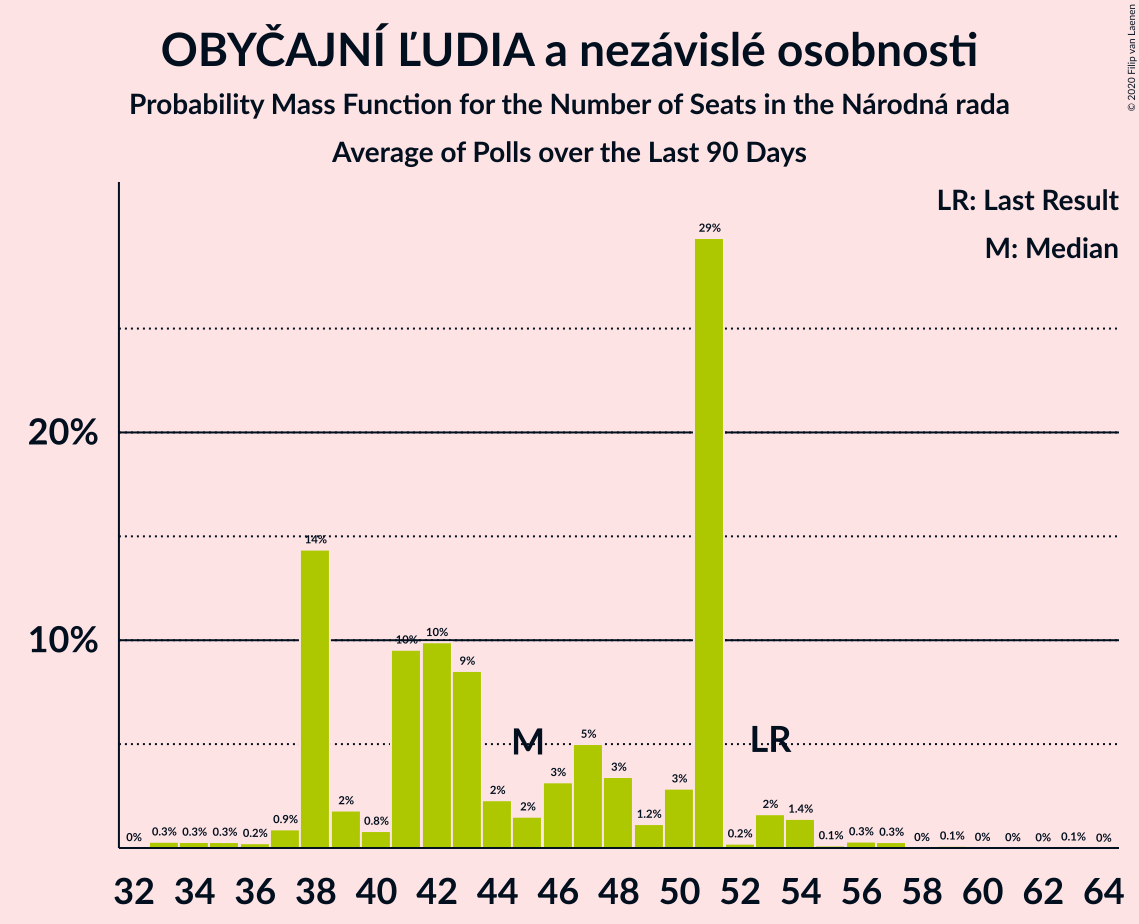 OBYČAJNÍ ĽUDIA a nezávislé osobnosti
Probability Mass Function for the Number of Seats in the Národná rada
Average of Polls over the Last 90 Days
© 2020 Filip van Laenen
LR: Last Result
M: Median
29%
20%
14%
10%
10% 10%
9%
M LR
5%
3% 3% 3%
2% 2% 2% 2% 1.4%
0.9% 0.8% 1.2%
0% 0.3% 0.3% 0.3% 0.2% 0.2% 0.1% 0.3% 0.3% 0% 0.1% 0% 0% 0% 0.1% 0%
32 34 36 38 40 42 44 46 48 50 52 54 56 58 60 62 64